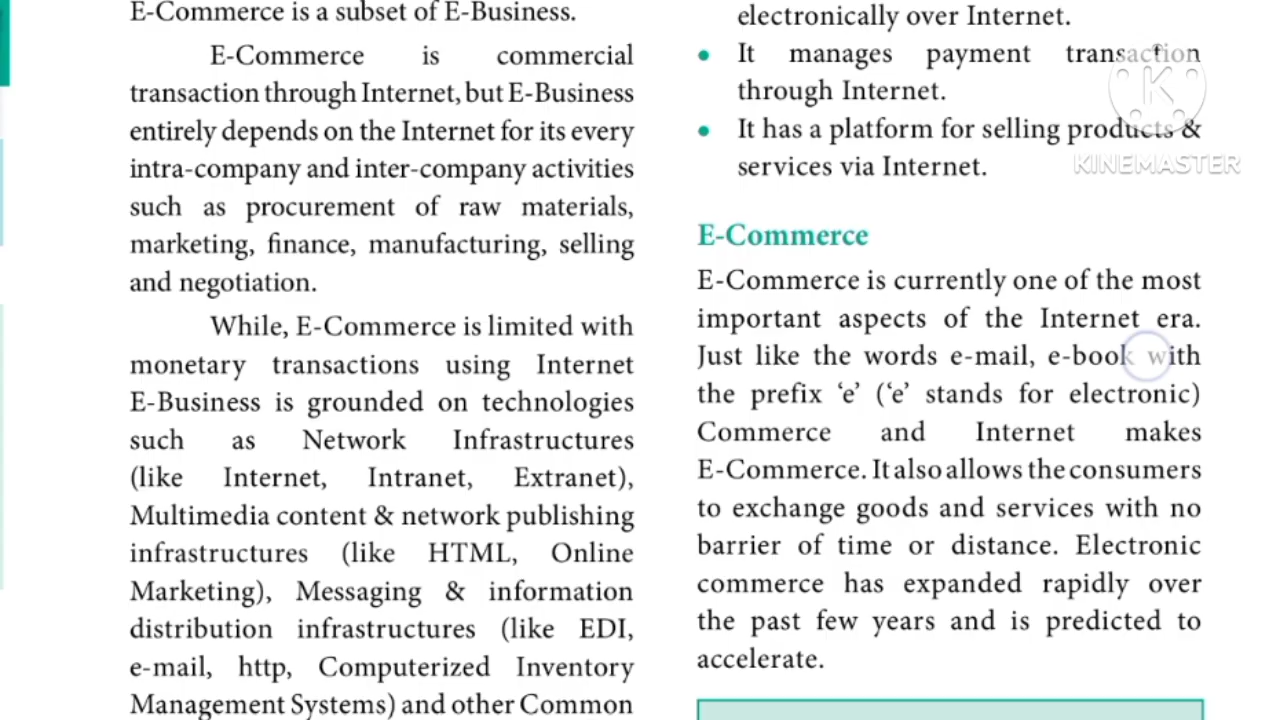 E-Commerce is a subset of E-Business.
E-Commerce is commercial
transaction through Internet, but E-Business
entirely depends on the Internet for its every
intra-company and inter-company activities
such as procurement of raw materials,
marketing, finance, manufacturing, selling
and negotiation.
While, E-Commerce is limited with
monetary transactions using Internet
E-Business is grounded on technologies
such as Network Infrastructures
(like Internet, Intranet, Extranet),
Multimedia content & network publishing
infrastructures (like HTML, Online
Marketing), Messaging & information
distribution infrastructures (like EDI,
e-mail, http, Computerized Inventory
Management Systems) and other Common
electronically over Internet.
• It manages payment transaction
through Internet.
• It has a platform for selling products &
services via Internet.
E-Commerce
E-Commerce is currently one of the most
important aspects of the Internet era.
Just like the words e-mail, e-book with
the prefix ‘e’ (‘e’ stands for electronic)
Commerce and Internet makes
E-Commerce. It also allows the consumers
to exchange goods and services with no
barrier of time or distance. Electronic
commerce has expanded rapidly over
the past few years and is predicted to
accelerate.
K
KINEMASTER